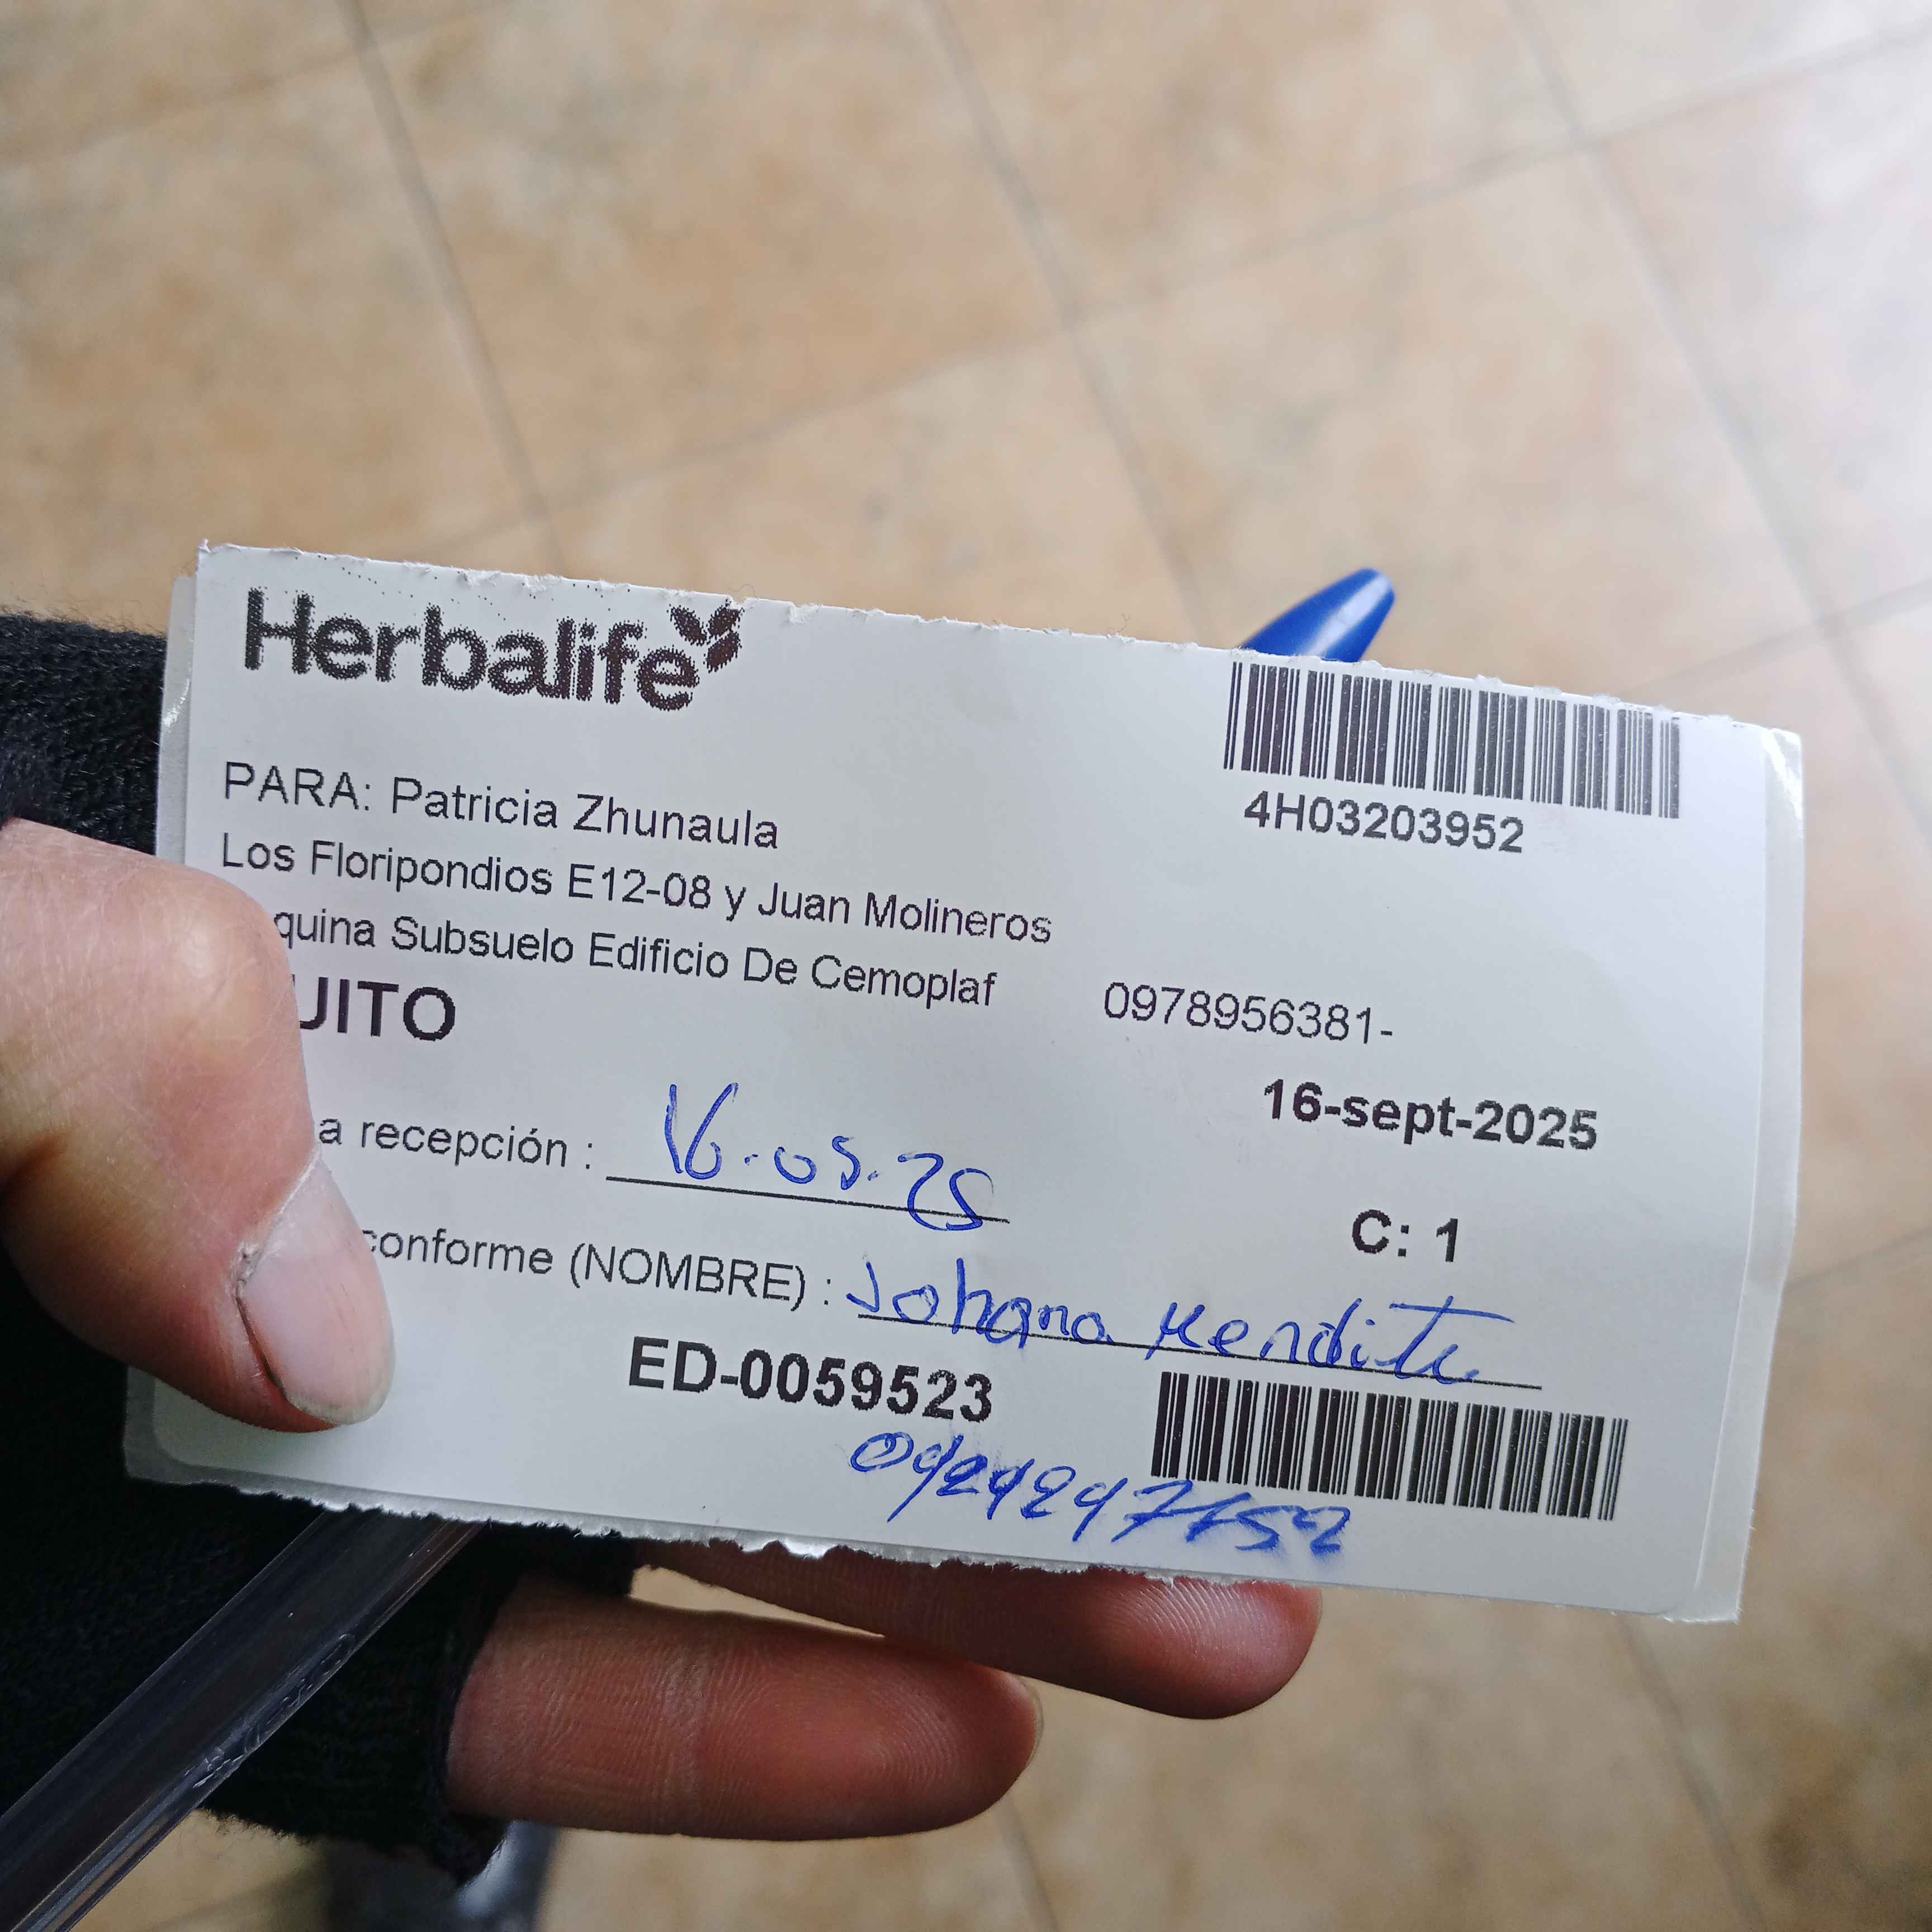 Herbalife
4H03203952
PARA: Patricia Zhunaula
Los Floripondios E12-08 y Juan Molineros
quina Subsuelo Edificio De Cemoplaf 0978956381-
UITO
16-sept-2025
a recepción : 16.09.25
C: 1
conforme (NOMBRE) : Johana
ED-0059523